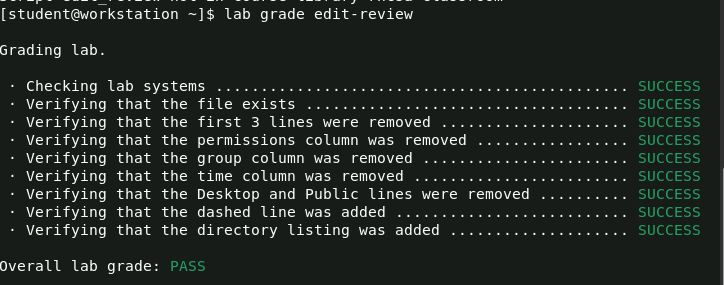 [student@workstation ~]$ lab grade edit-review
Grading lab.
· Checking lab systems .............................................. SUCCESS
· Verifying that the file exists .................................... SUCCESS
· Verifying that the first 3 lines were removed ..................... SUCCESS
· Verifying that the permissions column was removed ................. SUCCESS
· Verifying that the group column was removed ....................... SUCCESS
· Verifying that the time column was removed ........................ SUCCESS
· Verifying that the Desktop and Public lines were removed .......... SUCCESS
· Verifying that the dashed line was added .......................... SUCCESS
· Verifying that the directory listing was added .................... SUCCESS
Overall lab grade: PASS